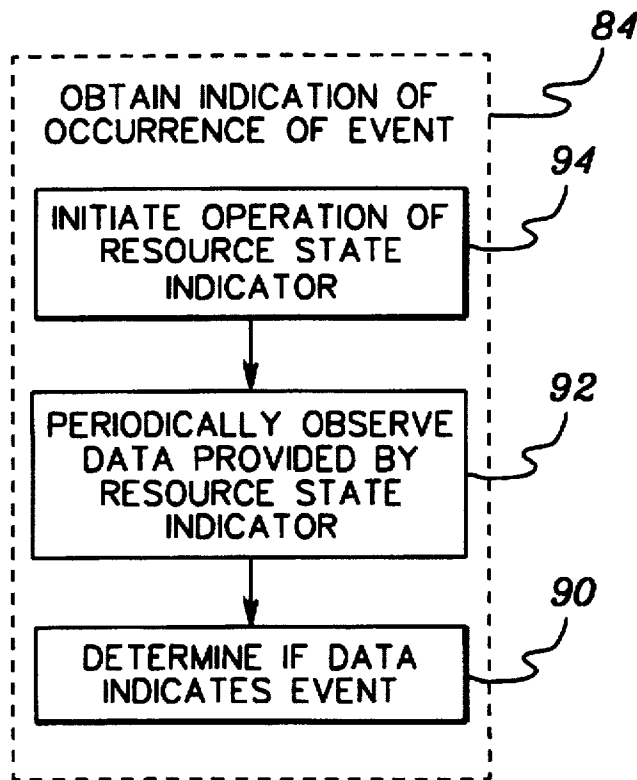 84
OBTAIN INDICATION OF
OCCURRENCE OF EVENT
94
INITIATE OPERATION OF
RESOURCE STATE
INDICATOR
92
PERIODICALLY OBSERVE
DATA PROVIDED BY
RESOURCE STATE
INDICATOR
90
DETERMINE IF DATA
INDICATES EVENT